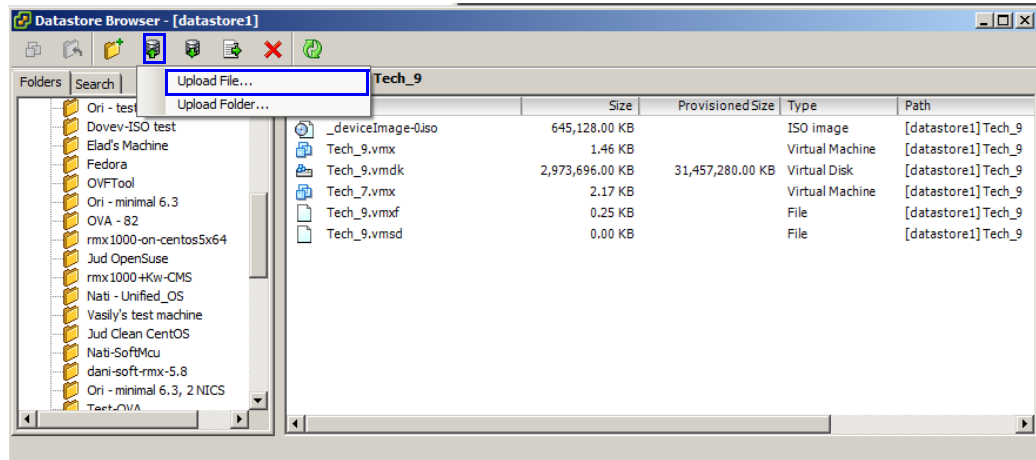 Datastore Browser - [datastore1]
Folders Search
Upload File...
Upload Folder...
Tech_9
Ori - test
Dovev-ISO test
Elad's Machine
Fedora
OVFTool
Ori - minimal 6.3
OVA - 82
rmx1000-on-centos5x64
Jud OpenSuse
rmx1000+Kw-CMS
Nati - Unified_OS
Vasily's test machine
Jud Clean CentOS
Nati-SoftMcu
dani-soft-rmx-5.8
Ori - minimal 6.3, 2 NICS
Test-OVA
Size Provisioned Size Type Path
_deviceImage-0.iso 645,128.00 KB ISO image [datastore1] Tech_9
Tech_9.vmx 1.46 KB Virtual Machine [datastore1] Tech_9
Tech_9.vmdk 2,973,696.00 KB 31,457,280.00 KB Virtual Disk [datastore1] Tech_9
Tech_7.vmx 2.17 KB Virtual Machine [datastore1] Tech_9
Tech_9.vmxf 0.25 KB File [datastore1] Tech_9
Tech_9.vmsd 0.00 KB File [datastore1] Tech_9